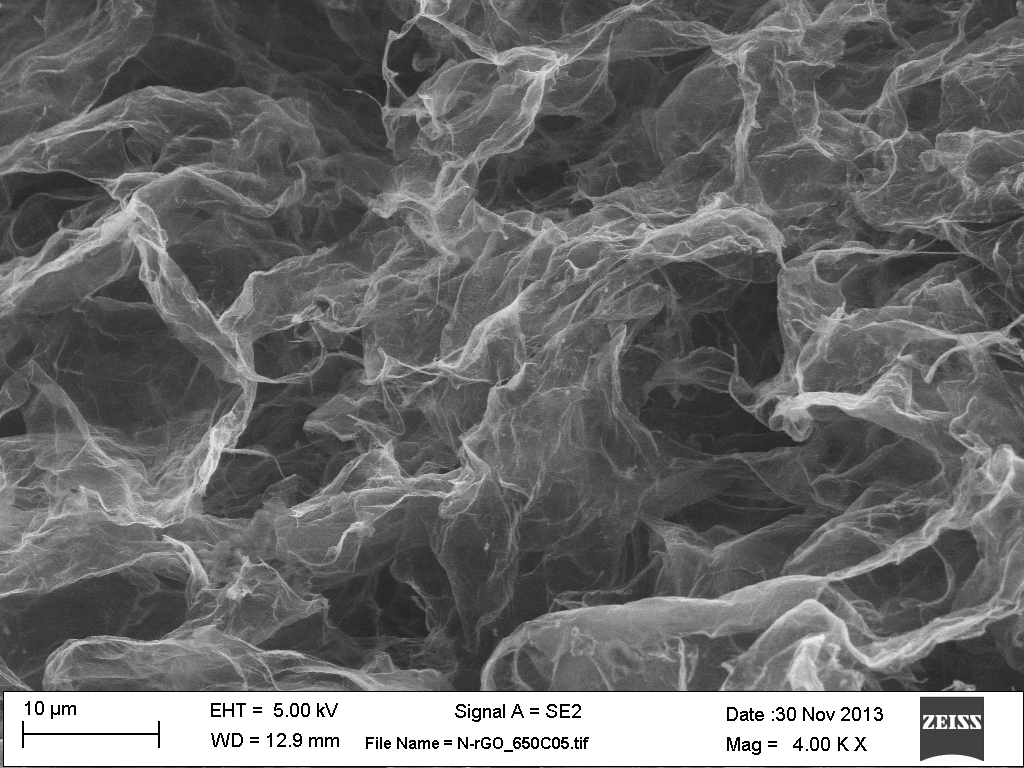 10 µm
EHT = 5.00 kV
Signal A = SE2
Date :30 Nov 2013
ZEISS
WD = 12.9 mm
File Name = N-rGO_650C05.tif
Mag = 4.00 K X